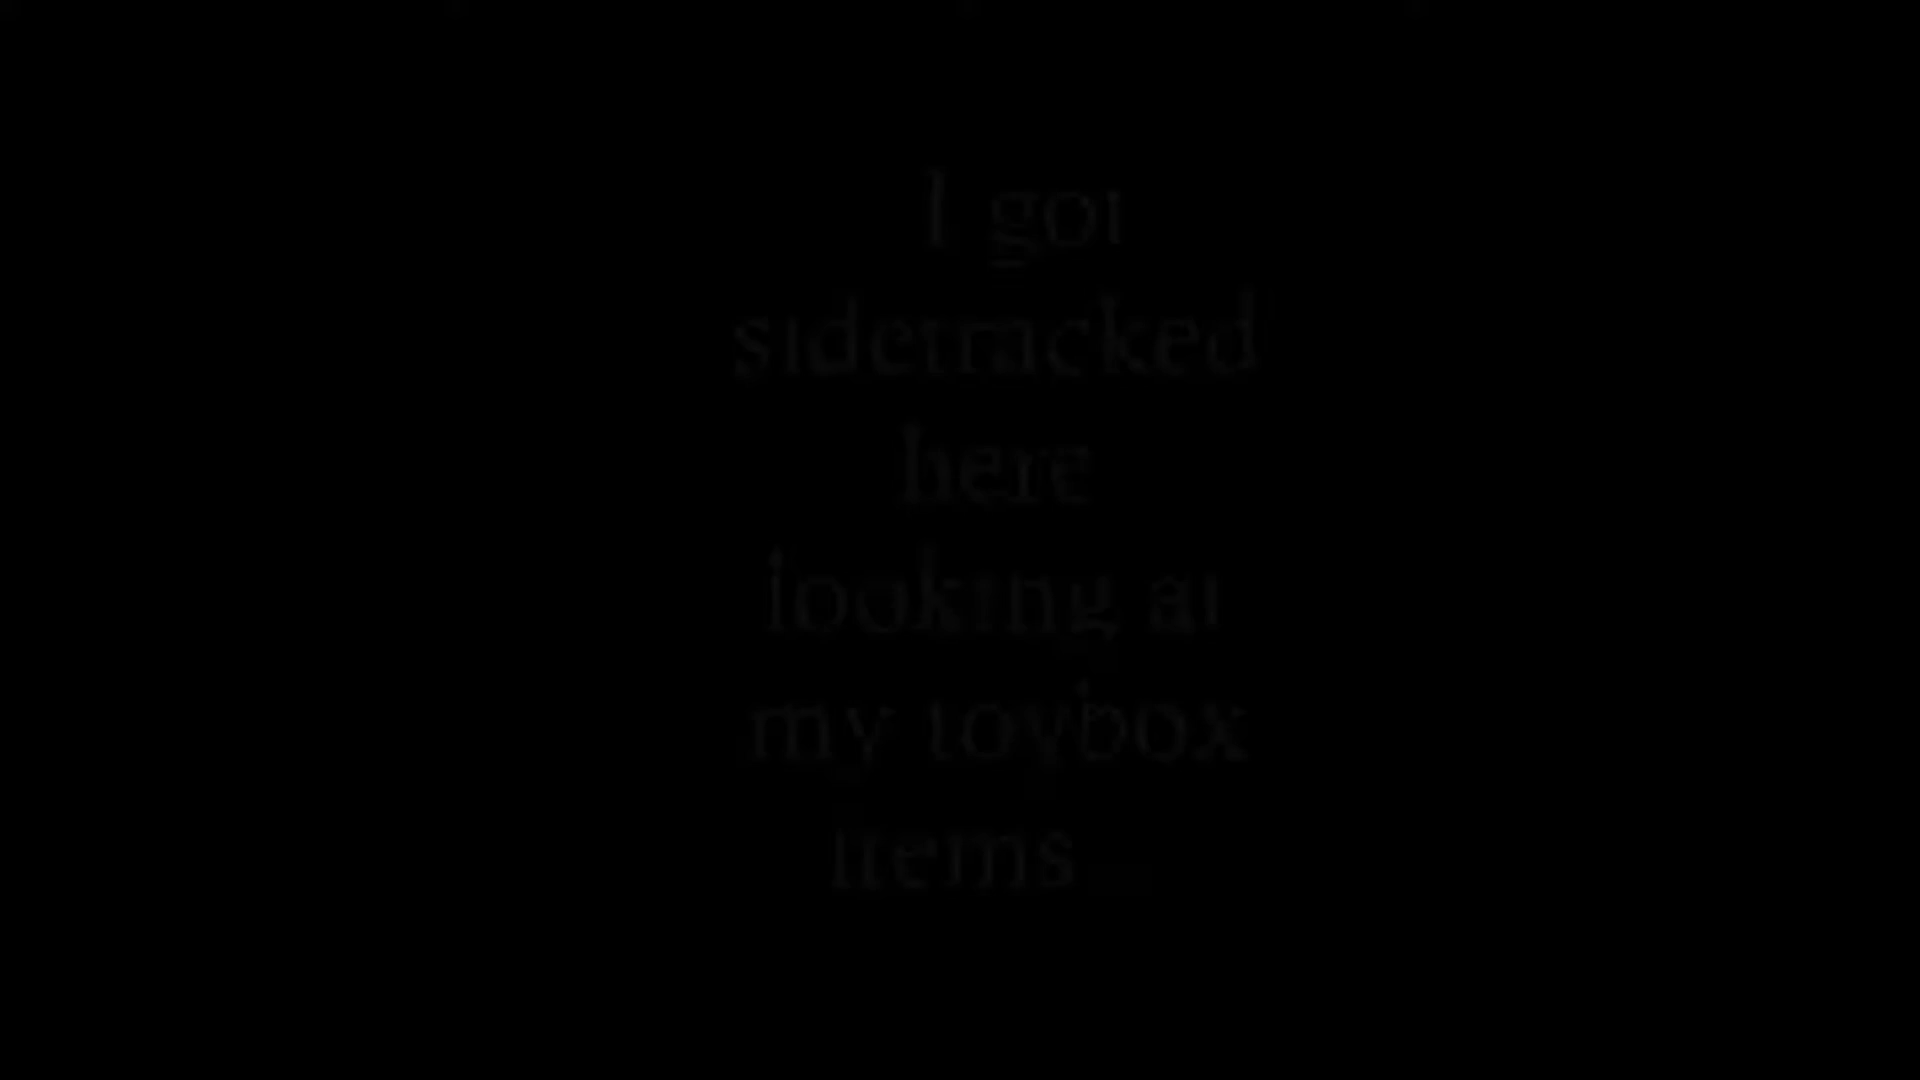 I got
sidetracked
here
looking at
my toybox
items...